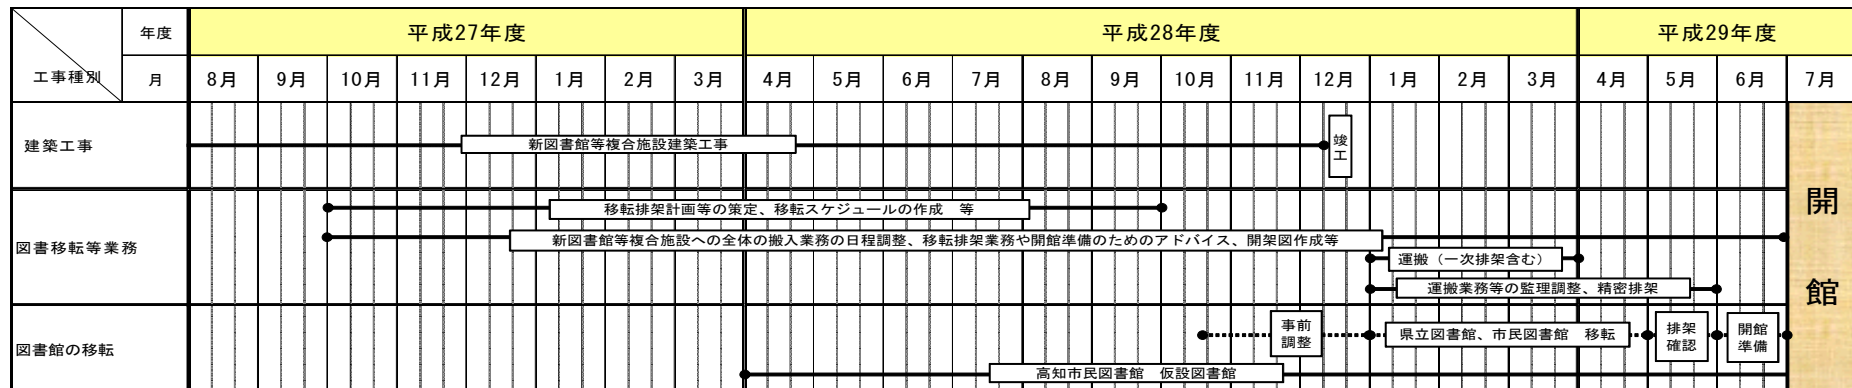 年度
平成27年度
平成28年度
平成29年度
工事種別
月
8月 9月 10月 11月 12月 1月 2月 3月 4月 5月 6月 7月 8月 9月 10月 11月 12月 1月 2月 3月 4月 5月 6月 7月
建築工事
新図書館等複合施設建築工事
竣工
図書移転等業務
移転排架計画等の策定、移転スケジュールの作成　等
新図書館等複合施設への全体の搬入業務の日程調整、移転排架業務や開館準備のためのアドバイス、開架図作成等
運搬（一次排架含む）
運搬業務等の監理調整、精密排架
図書館の移転
事前
調整
県立図書館、市民図書館　移転
排架
確認
開館
準備
高知市民図書館　仮設図書館
開館